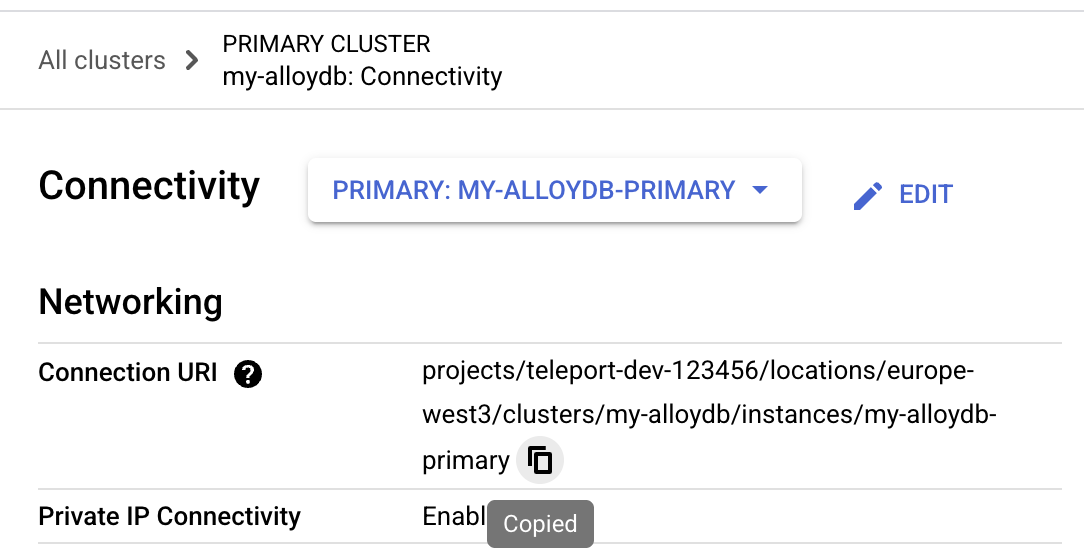 All clusters
PRIMARY CLUSTER
my-alloydb: Connectivity
Connectivity
PRIMARY: MY-ALLOYDB-PRIMARY
EDIT
Networking
Connection URI ?
projects/teleport-dev-123456/locations/europe-
west3/clusters/my-alloydb/instances/my-alloydb-
primary
Private IP Connectivity
Enabl
Copied